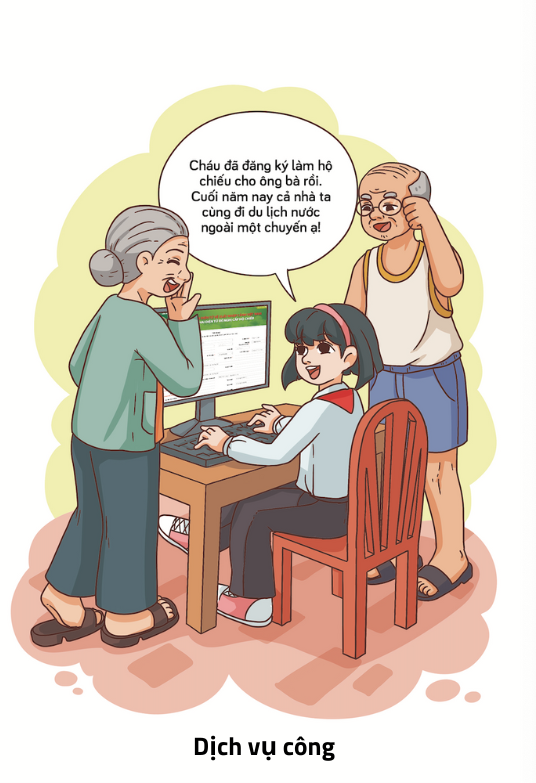 Cháu đã đăng ký làm hộ
chiếu cho ông bà rồi.
Cuối năm nay cả nhà ta
cùng đi du lịch nước
ngoài một chuyến ạ!
Dịch vụ công